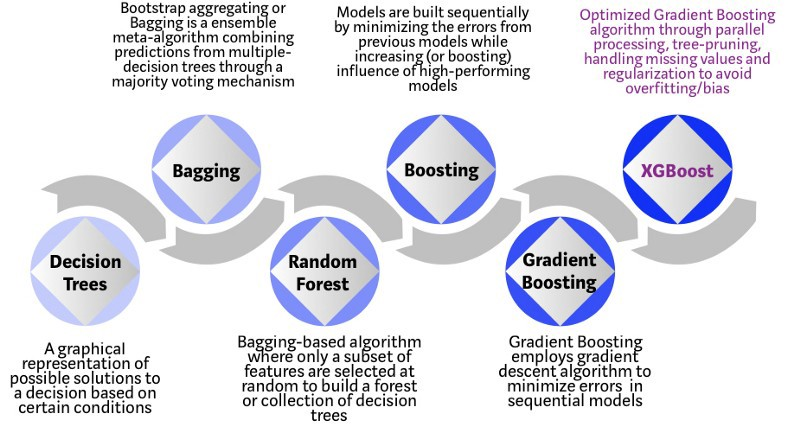 Bootstrap aggregating or
Bagging is a ensemble
meta-algorithm combining
predictions from multiple-
decision trees through a
majority voting mechanism
Models are built sequentially
by minimizing the errors from
previous models while
increasing (or boosting)
influence of high-performing
models
Optimized Gradient Boosting
algorithm through parallel
processing, tree-pruning,
handling missing values and
regularization to avoid
overfitting/bias
Bagging
Boosting
XGBoost
Decision
Trees
Random
Forest
Gradient
Boosting
A graphical
representation of
possible solutions to
a decision based on
certain conditions
Bagging-based algorithm
where only a subset of
features are selected at
random to build a forest
or collection of decision
trees
Gradient Boosting
employs gradient
descent algorithm to
minimize errors in
sequential models